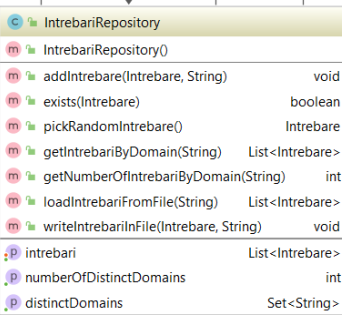 C IntrebariRepository
m IntrebariRepository()
m addIntrebare(Intrebare, String) void
m exists(Intrebare) boolean
m pickRandomIntrebare() Intrebare
m getIntrebariByDomain(String) List<Intrebare>
m getNumberOfIntrebariByDomain(String) int
m loadIntrebariFromFile(String) List<Intrebare>
m writeIntrebariInFile(Intrebare, String) void
p intrebari List<Intrebare>
p numberOfDistinctDomains int
p distinctDomains Set<String>